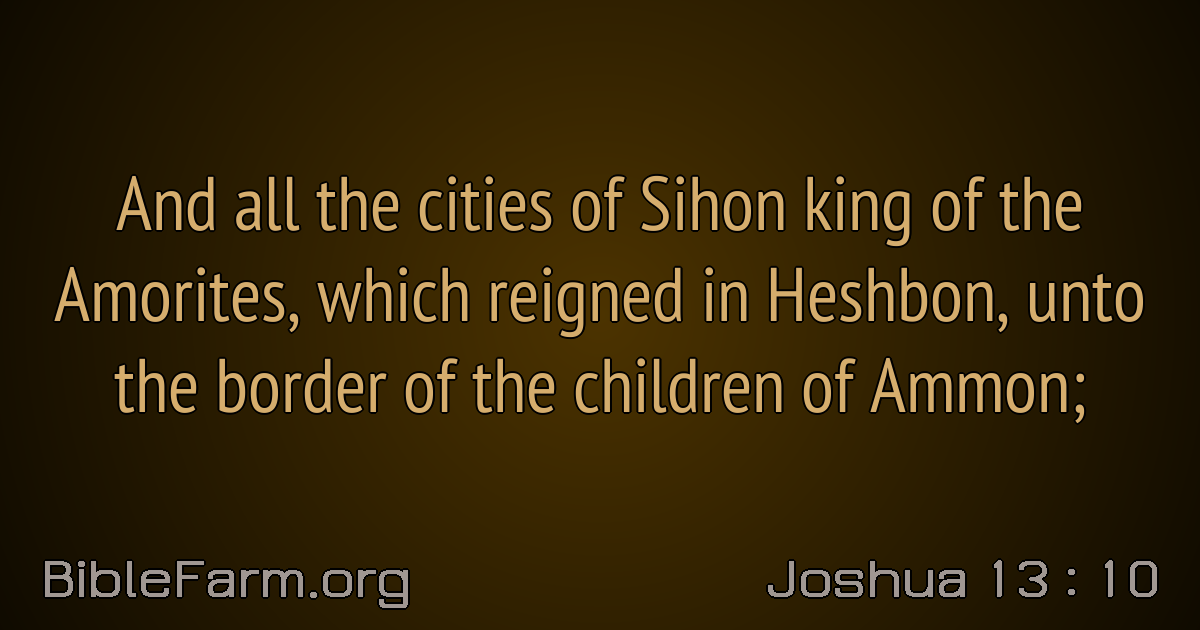 And all the cities of Sihon king of the
Amorites, which reigned in Heshbon, unto
the border of the children of Ammon;
BibleFarm.org
Joshua 13 : 10